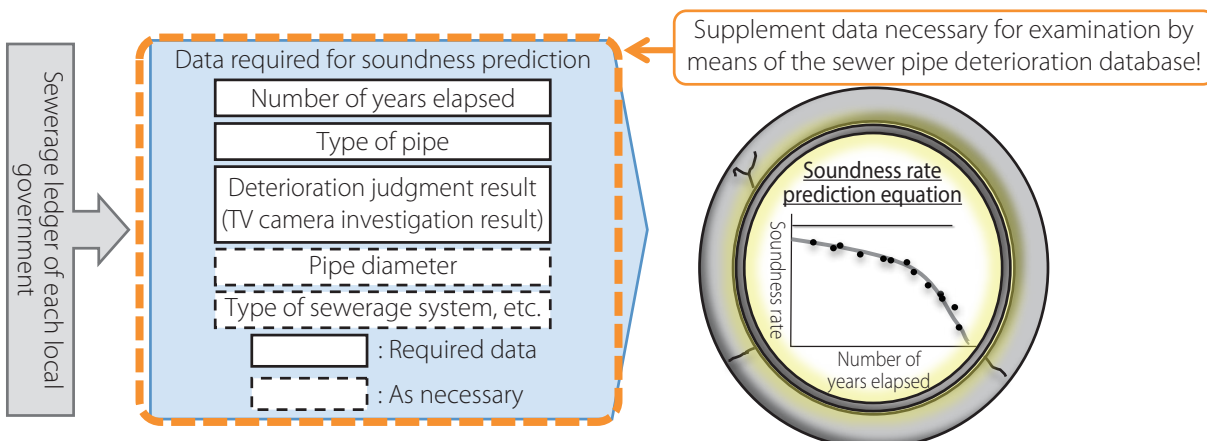 Sewerage ledger of each local
government
Data required for soundness prediction
Number of years elapsed
Type of pipe
Deterioration judgment result
(TV camera investigation result)
Pipe diameter
Type of sewerage system, etc.
: Required data
: As necessary
Supplement data necessary for examination by
means of the sewer pipe deterioration database!
Soundness rate
prediction equation
Soundness rate
Number of
years elapsed